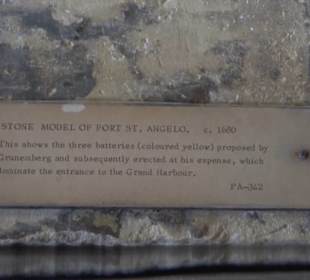 STONE MODEL OF FORT ST. ANGELO. c. 1680
This shows the three batteries (coloured yellow) proposed by
Grunenberg and subsequently erected at his expense, which
dominate the entrance to the Grand Harbour.
FA-342